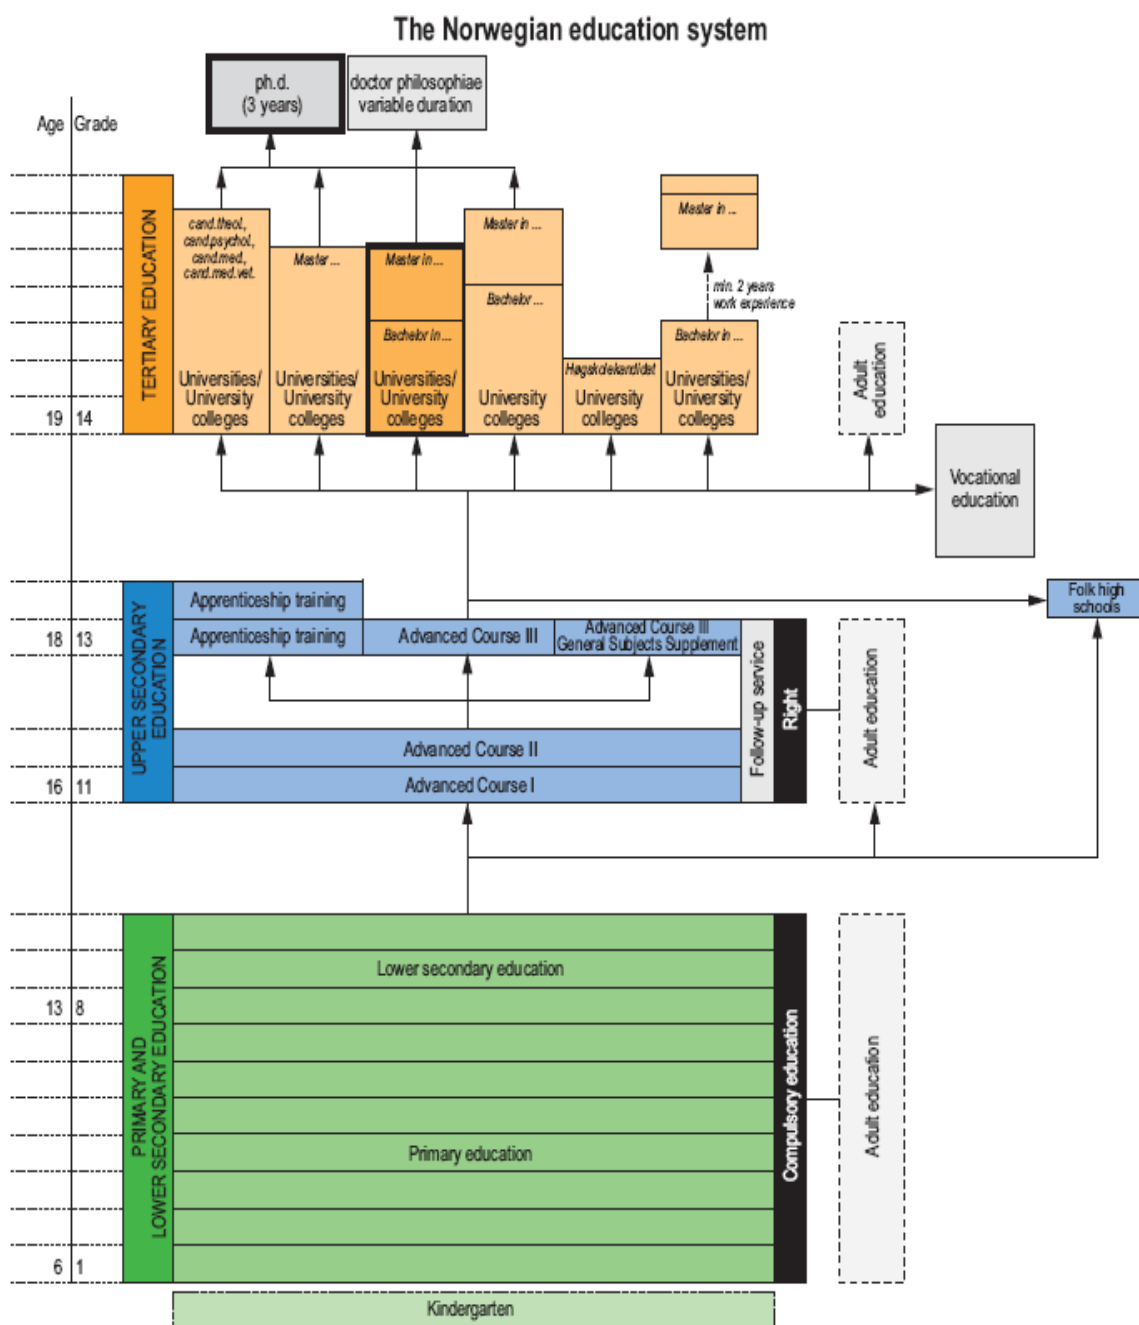 The Norwegian education system
ph.d.
(3 years)
doctor philosophiae
variable duration
Age Grade
TERTIARY EDUCATION
cand.theol.,
cand.psychol.,
cand.med.,
cand.med.vet.
Universities/
University
colleges
Master ...
Universities/
University
colleges
Master in ...
Bachelor in ...
Universities/
University
colleges
Master in ...
Bachelor ...
University
colleges
Høgskolekandidat
University
colleges
Master in ...
min. 2 years
work experience
Bachelor in ...
Universities/
University
colleges
Adult
education
19 14
Vocational
education
UPPER SECONDARY
EDUCATION
Apprenticeship training
Folk high
schools
18 13
Apprenticeship training
Advanced Course III
Advanced Course III
General Subjects Supplement
Follow-up service
Right
Adult education
Advanced Course II
16 11
Advanced Course I
PRIMARY AND
LOWER SECONDARY EDUCATION
Lower secondary education
13 8
Compulsory education
Adult education
Primary education
6 1
Kindergarten